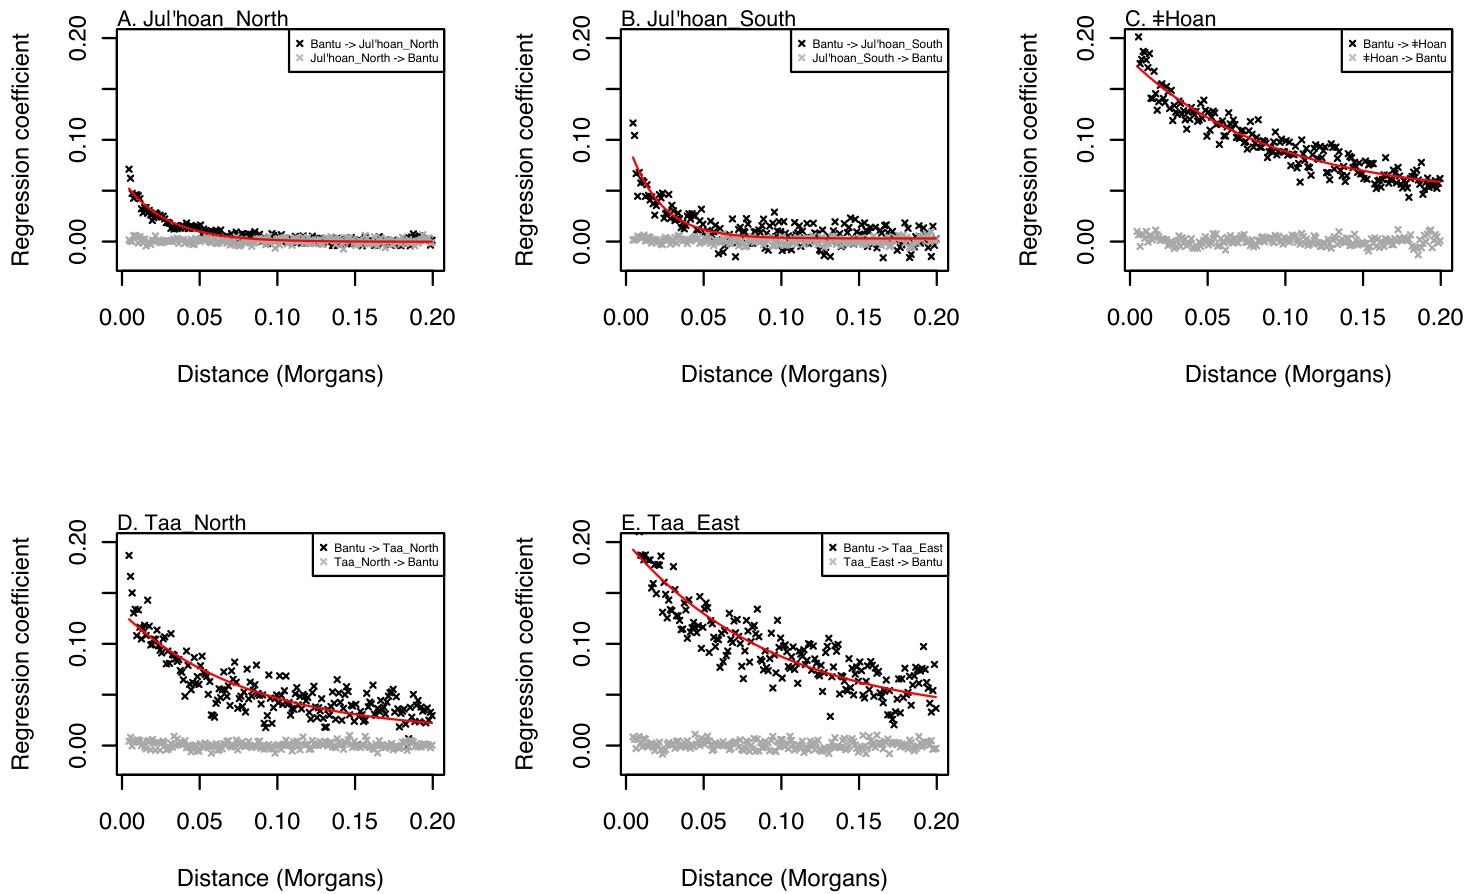 A. Jul'hoan_North
Regression coefficient
0.00 0.10 0.20
Bantu -> Jul'hoan_North
Jul'hoan_North -> Bantu
0.00 0.05 0.10 0.15 0.20
Distance (Morgans)
B. Jul'hoan_South
Regression coefficient
0.00 0.10 0.20
Bantu -> Jul'hoan_South
Jul'hoan_South -> Bantu
0.00 0.05 0.10 0.15 0.20
Distance (Morgans)
C. ǂHoan
Regression coefficient
0.00 0.10 0.20
Bantu -> ǂHoan
ǂHoan -> Bantu
0.00 0.05 0.10 0.15 0.20
Distance (Morgans)
D. Taa_North
Regression coefficient
0.00 0.10 0.20
Bantu -> Taa_North
Taa_North -> Bantu
0.00 0.05 0.10 0.15 0.20
Distance (Morgans)
E. Taa_East
Regression coefficient
0.00 0.10 0.20
Bantu -> Taa_East
Taa_East -> Bantu
0.00 0.05 0.10 0.15 0.20
Distance (Morgans)